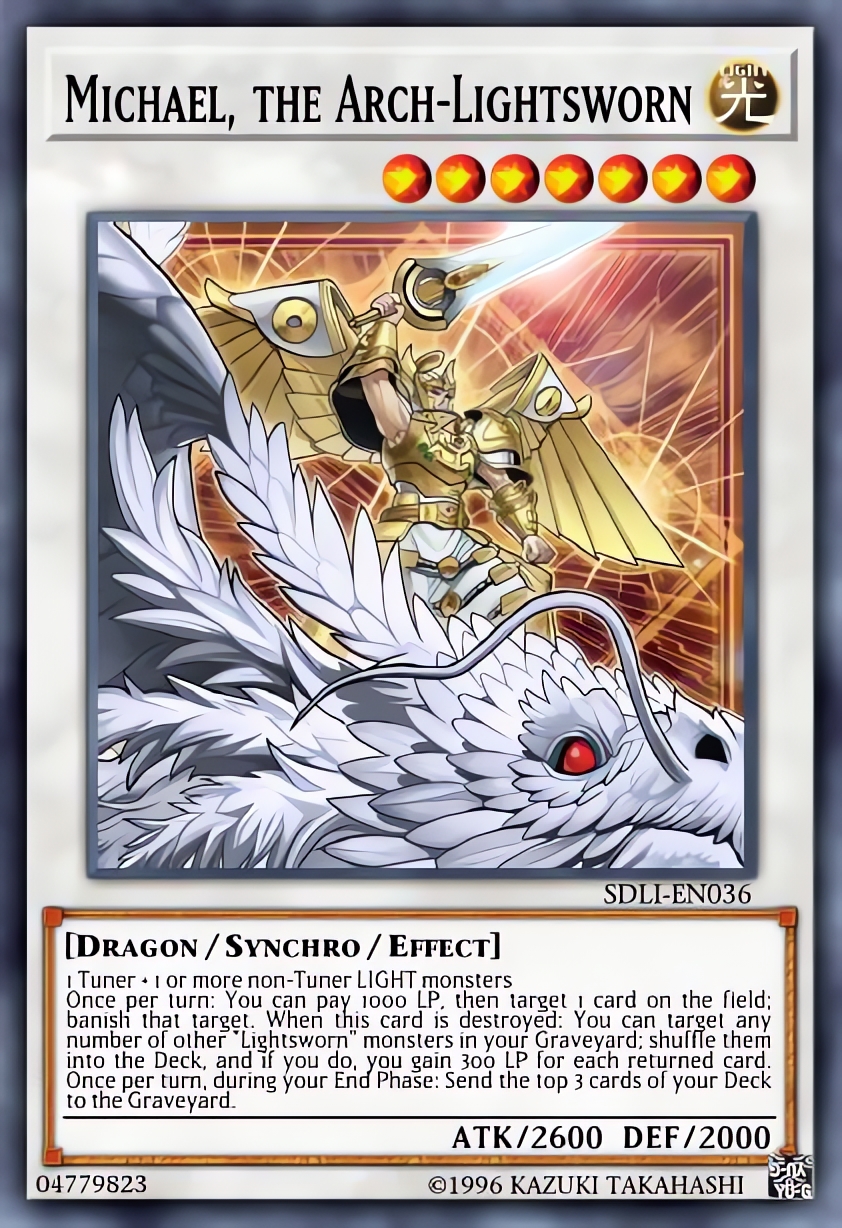 Michael, the Arch-Lightsworn
光
SDLI-EN036
[Dragon / Synchro / Effect]
1 Tuner + 1 or more non-Tuner LIGHT monsters
Once per turn: You can pay 1000 LP, then target 1 card on the field;
banish that target. When this card is destroyed: You can target any
number of other "Lightsworn" monsters in your Graveyard; shuffle them
into the Deck, and if you do, you gain 300 LP for each returned card.
Once per turn, during your End Phase: Send the top 3 cards of your Deck
to the Graveyard.
ATK/2600 DEF/2000
04779823
©1996 KAZUKI TAKAHASHI